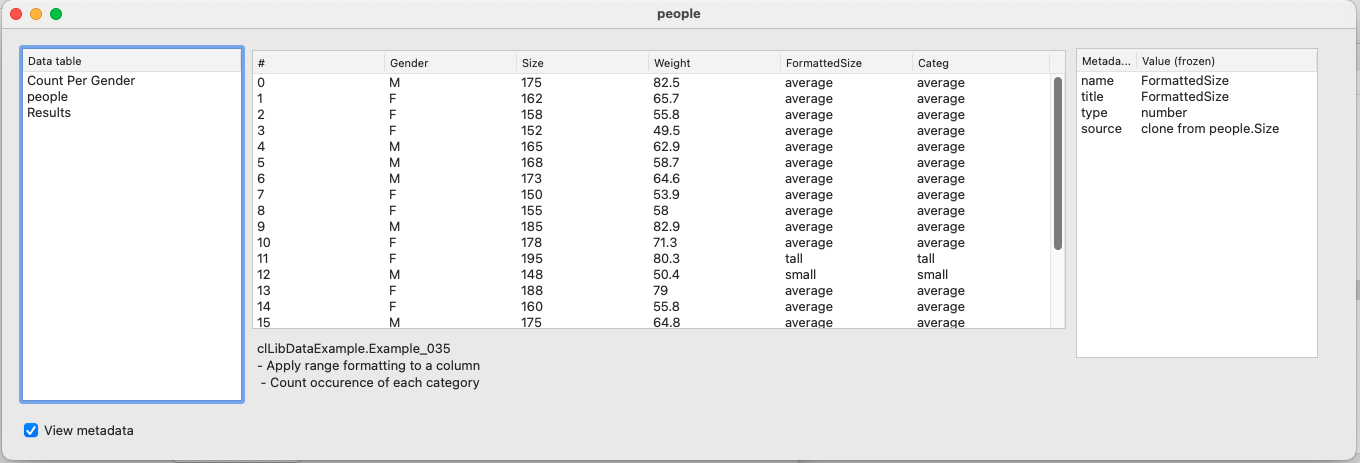 people
Data table
Count Per Gender
people
Results
# Gender Size Weight FormattedSize Categ
0 M 175 82.5 average average
1 F 162 65.7 average average
2 F 158 55.8 average average
3 F 152 49.5 average average
4 M 165 62.9 average average
5 M 168 58.7 average average
6 M 173 64.6 average average
7 F 150 53.9 average average
8 F 155 58 average average
9 M 185 82.9 average average
10 F 178 71.3 average average
11 F 195 80.3 tall tall
12 M 148 50.4 small small
13 F 188 79 average average
14 F 160 55.8 average average
15 M 175 64.8 average average
Metada... Value (frozen)
name FormattedSize
title FormattedSize
type number
source clone from people.Size
clLibDataExample.Example_035
- Apply range formatting to a column
- Count occurence of each category
View metadata